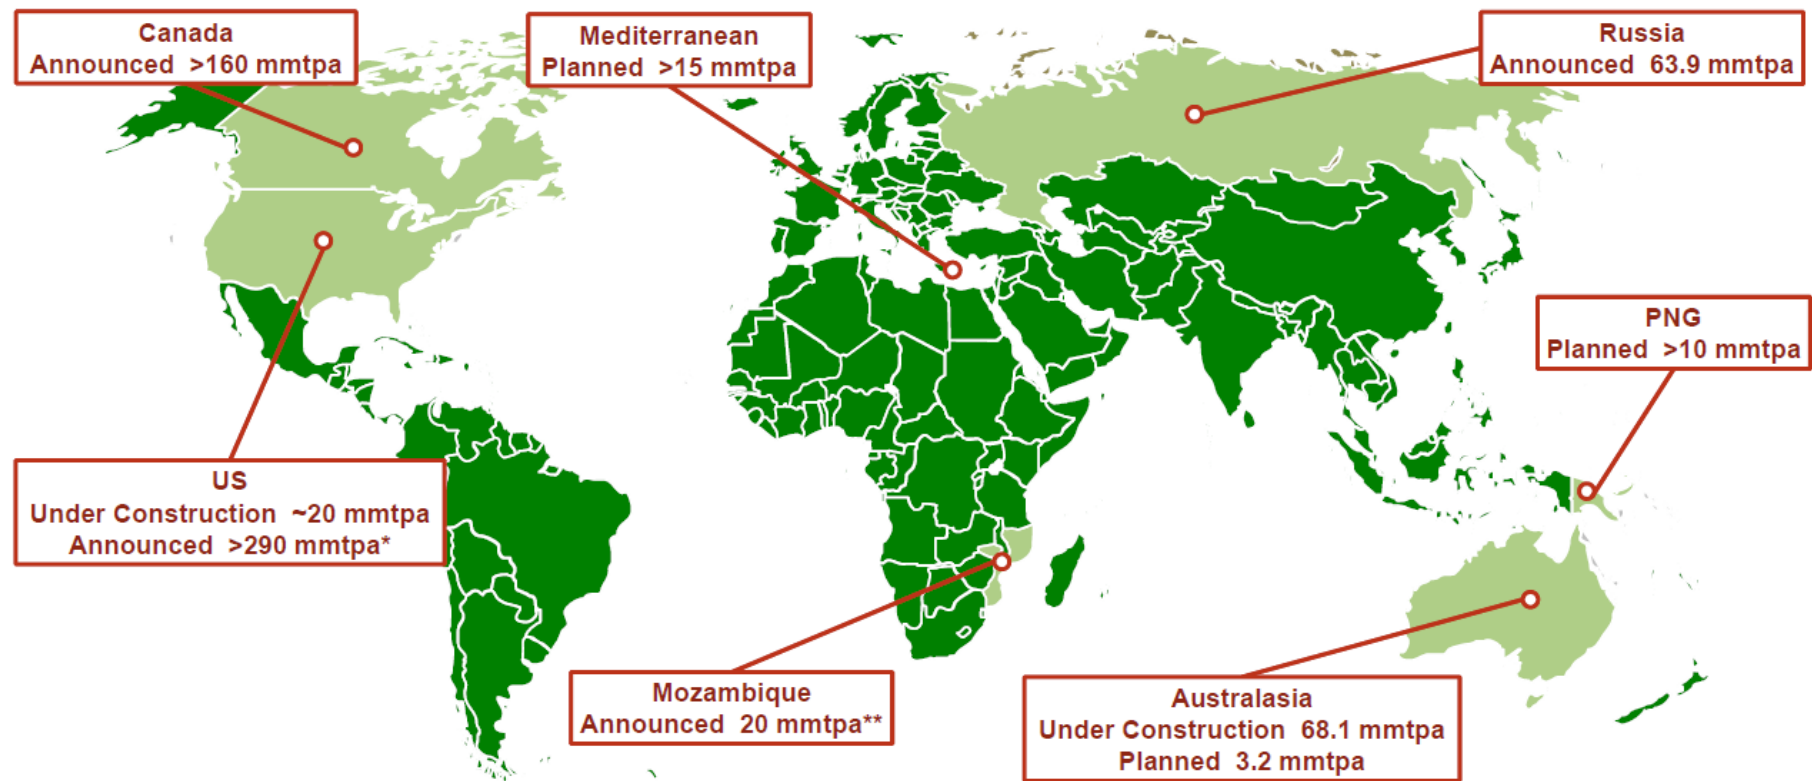 Canada
Announced >160 mmtpa
Mediterranean
Planned >15 mmtpa
Russia
Announced 63.9 mmtpa
PNG
Planned >10 mmtpa
US
Under Construction ~20 mmtpa
Announced >290 mmtpa*
Mozambique
Announced 20 mmtpa**
Australasia
Under Construction 68.1 mmtpa
Planned 3.2 mmtpa